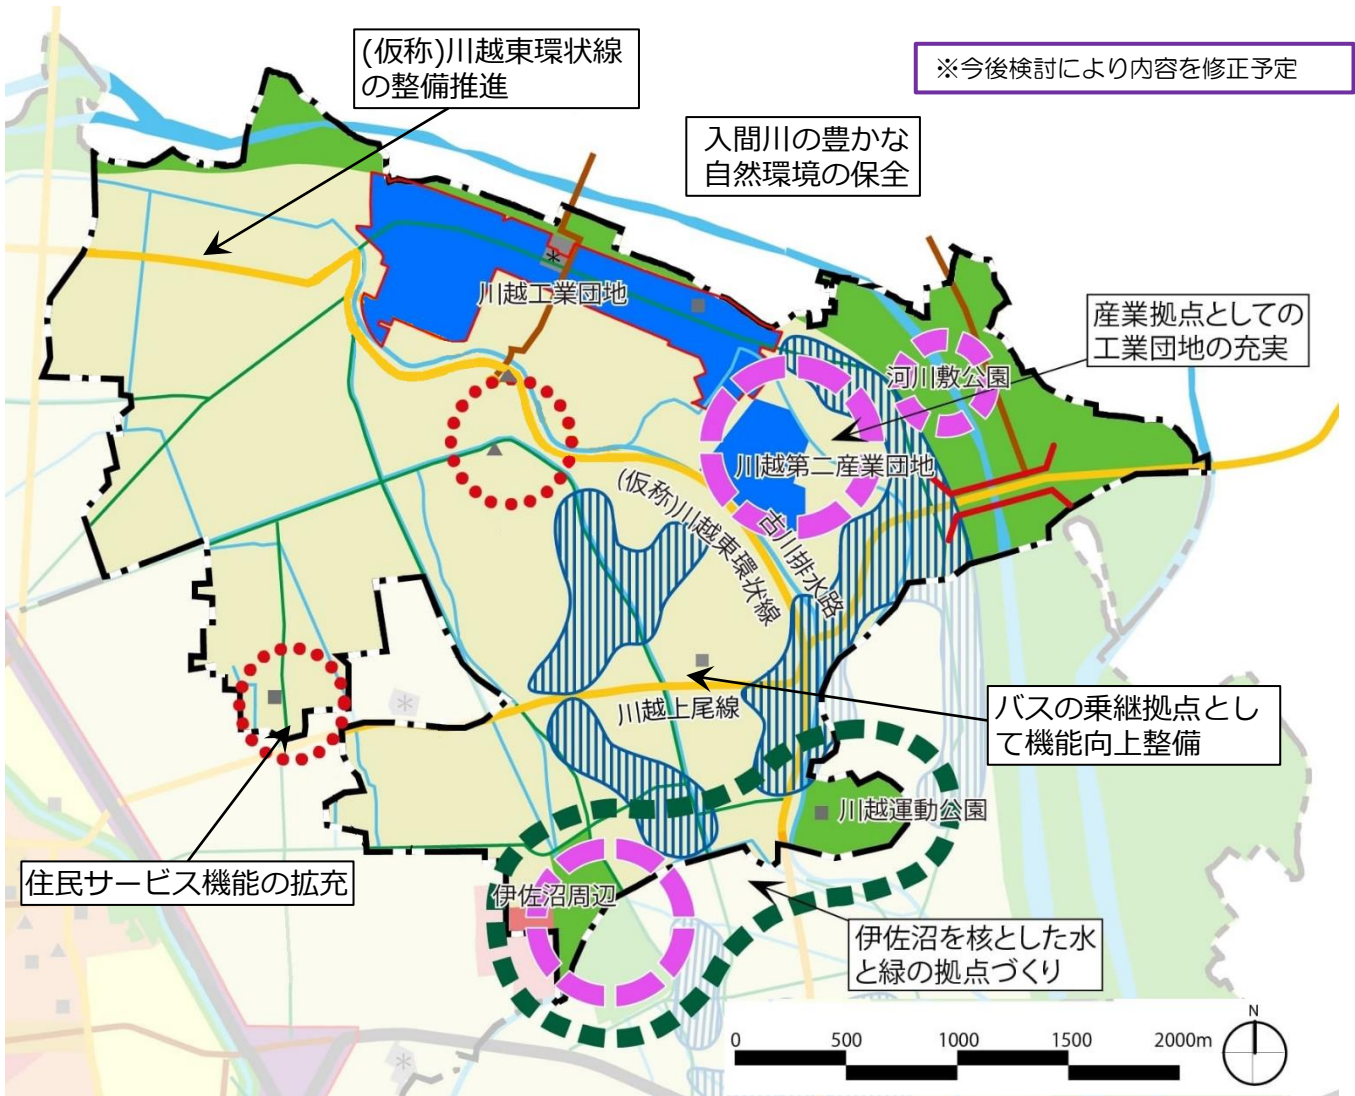 (仮称)川越東環状線
の整備推進
※今後検討により内容を修正予定
入間川の豊かな
自然環境の保全
川越工業団地
産業拠点としての
工業団地の充実
河川敷公園
川越第二産業団地
(仮称)川越東環状線
古川排水路
川越上尾線
バスの乗継拠点とし
て機能向上整備
川越運動公園
住民サービス機能の拡充
伊佐沼周辺
伊佐沼を核とした水
と緑の拠点づくり
N
0 500 1000 1500 2000m